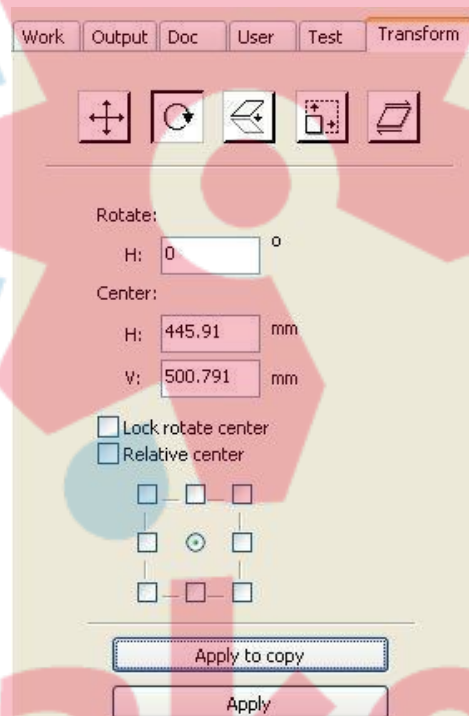 Work Output Doc User Test Transform
Rotate:
H: 0 °
Center:
H: 445.91 mm
V: 500.791 mm
Lock rotate center
Relative center
Apply to copy
Apply